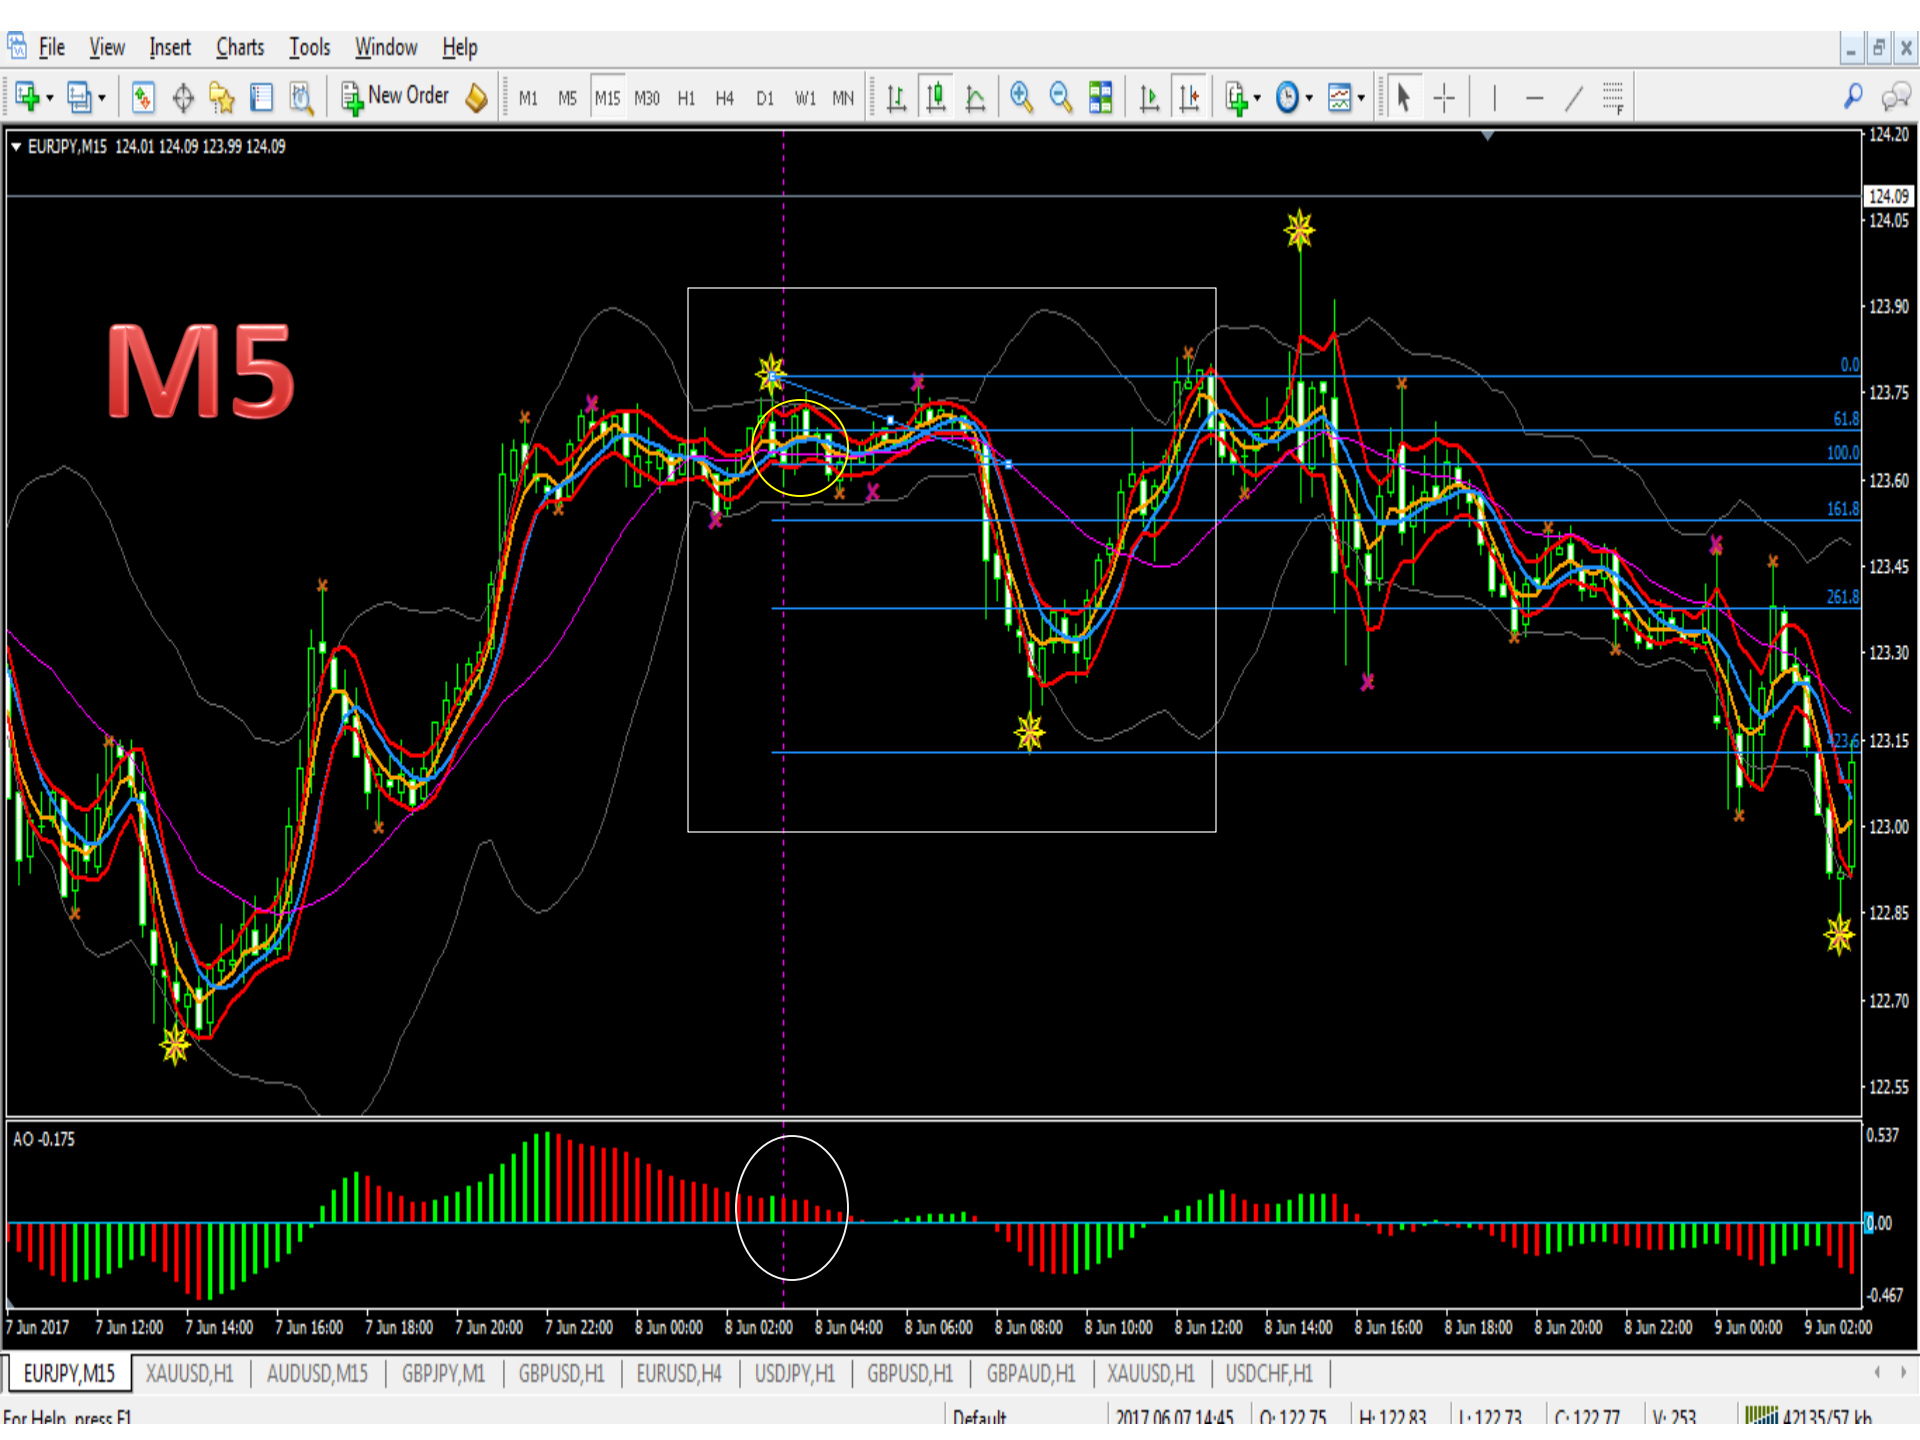 File View Insert Charts Tools Window Help
New Order M1 M5 M15 M30 H1 H4 D1 W1 MN
EURJPY,M15 124.01 124.09 123.99 124.09
M5
124.20
124.09
124.05
123.90
123.75
123.60
123.45
123.30
123.15
123.00
122.85
122.70
122.55
0.0
61.8
100.0
161.8
261.8
423.6
AO -0.175
0.537
0.00
-0.467
7 Jun 2017 7 Jun 12:00 7 Jun 14:00 7 Jun 16:00 7 Jun 18:00 7 Jun 20:00 7 Jun 22:00 8 Jun 00:00 8 Jun 02:00 8 Jun 04:00 8 Jun 06:00 8 Jun 08:00 8 Jun 10:00 8 Jun 12:00 8 Jun 14:00 8 Jun 16:00 8 Jun 18:00 8 Jun 20:00 8 Jun 22:00 9 Jun 00:00 9 Jun 02:00
EURJPY,M15 XAUUSD,H1 AUDUSD,M15 GBPJPY,M1 GBPUSD,H1 EURUSD,H4 USDJPY,H1 GBPUSD,H1 GBPAUD,H1 XAUUSD,H1 USDCHF,H1
For Help, press F1 Default 2017.06.07 14:45 O: 122.75 H: 122.83 L: 122.73 C: 122.77 V: 253 42135/57 kb